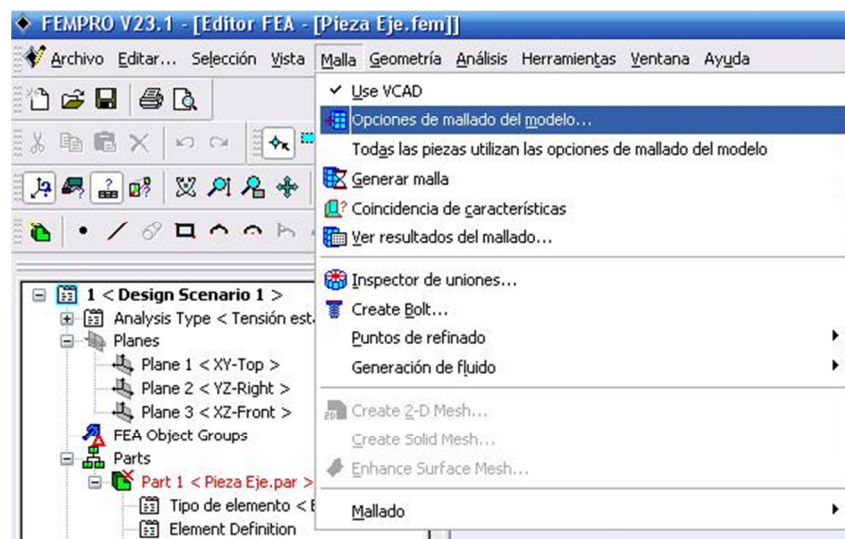 FEMPRO V23.1 - [Editor FEA - [Pieza Eje.fem]]
Archivo Editar... Selección Vista Malla Geometría Análisis Herramientas Ventana Ayuda
Use VCAD
Opciones de mallado del modelo...
Todas las piezas utilizan las opciones de mallado del modelo
Generar malla
Coincidencia de características
Ver resultados del mallado...
Inspector de uniones...
Create Bolt...
Puntos de refinado
Generación de fluido
Create 2-D Mesh...
Create Solid Mesh...
Enhance Surface Mesh...
Mallado
1 < Design Scenario 1 >
Analysis Type < Tensión est
Planes
Plane 1 < XY-Top >
Plane 2 < YZ-Right >
Plane 3 < XZ-Front >
FEA Object Groups
Parts
Part 1 < Pieza Eje.par >
Tipo de elemento <
Element Definition